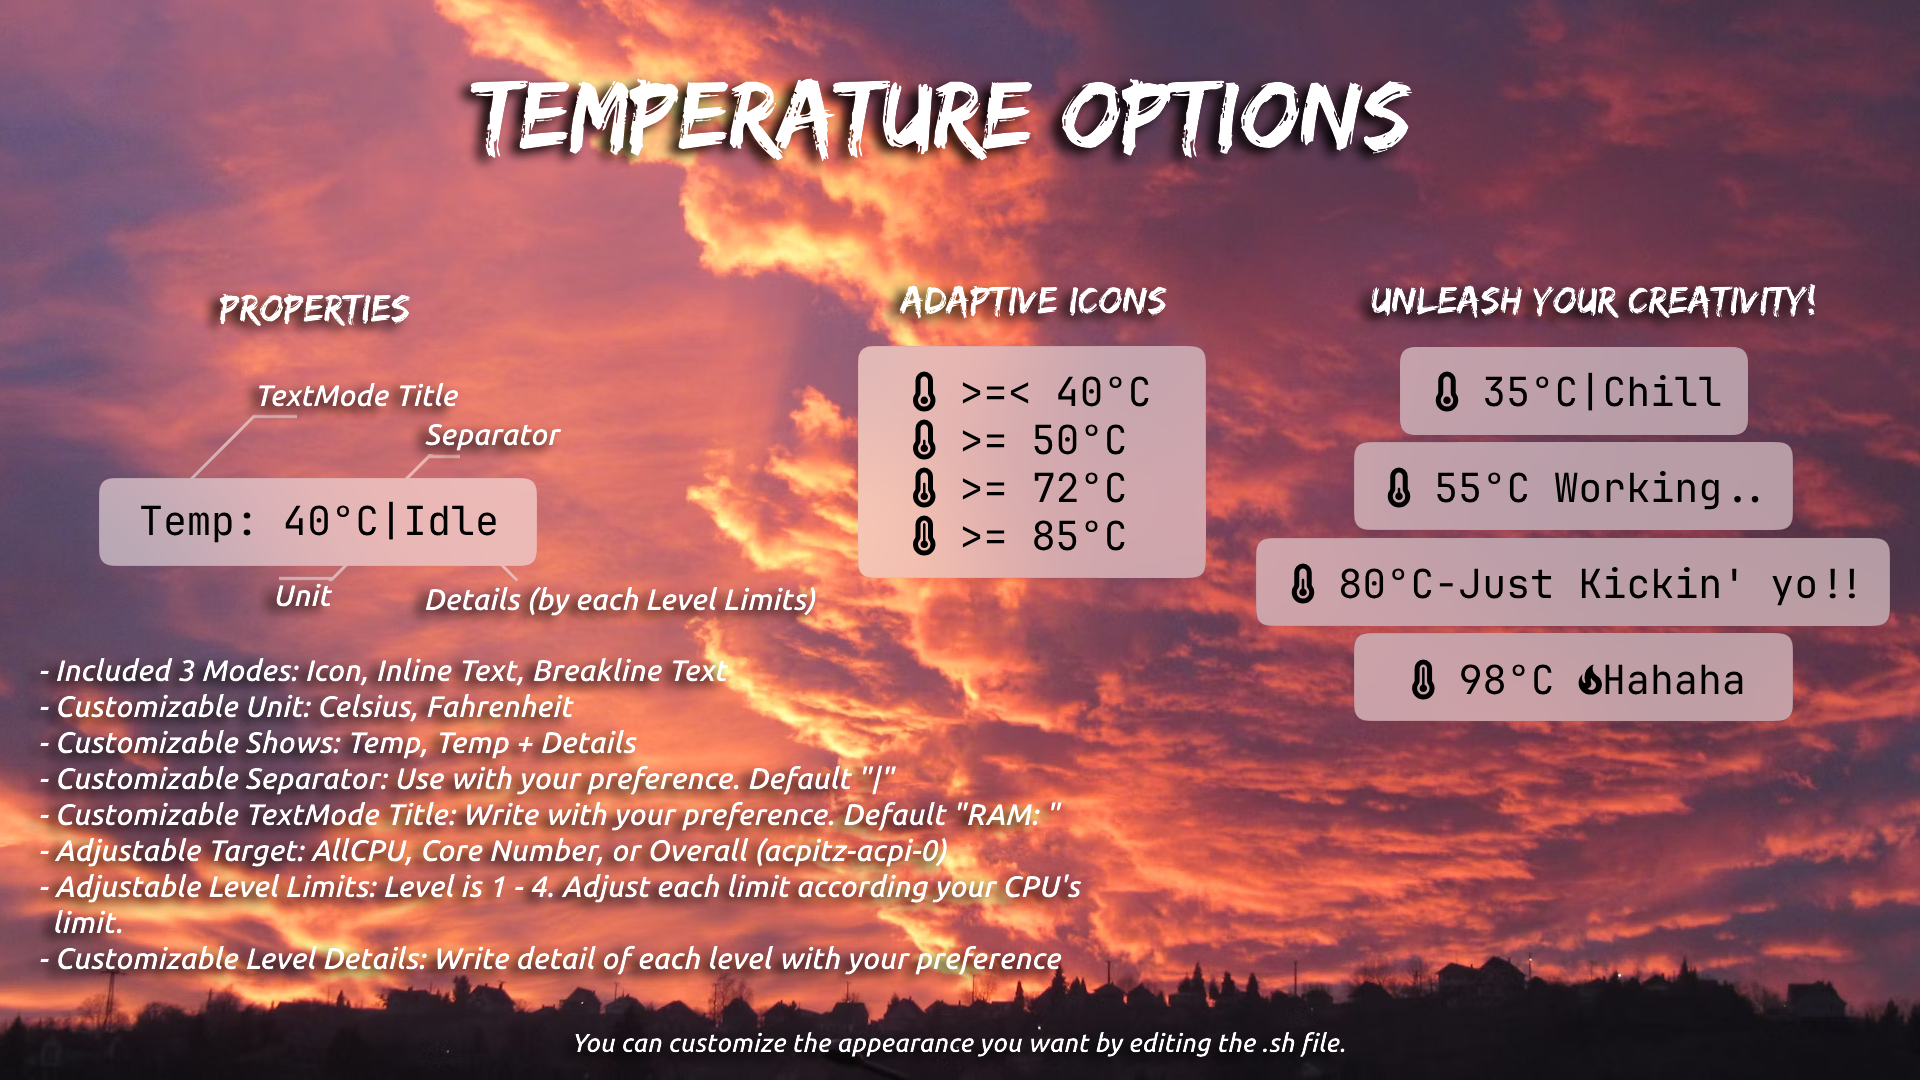 TEMPERATURE OPTIONS
PROPERTIES
TextMode Title
Separator
Temp: 40°C|Idle
Unit
Details (by each Level Limits)
- Included 3 Modes: Icon, Inline Text, Breakline Text
- Customizable Unit: Celsius, Fahrenheit
- Customizable Shows: Temp, Temp + Details
- Customizable Separator: Use with your preference. Default "|"
- Customizable TextMode Title: Write with your preference. Default "RAM: "
- Adjustable Target: AllCPU, Core Number, or Overall (acpitz-acpi-0)
- Adjustable Level Limits: Level is 1 - 4. Adjust each limit according your CPU's
limit.
- Customizable Level Details: Write detail of each level with your preference
ADAPTIVE ICONS
>=< 40°C
>= 50°C
>= 72°C
>= 85°C
UNLEASH YOUR CREATIVITY!
35°C|Chill
55°C Working..
80°C-Just Kickin' yo!!
98°C Hahaha
You can customize the appearance you want by editing the .sh file.